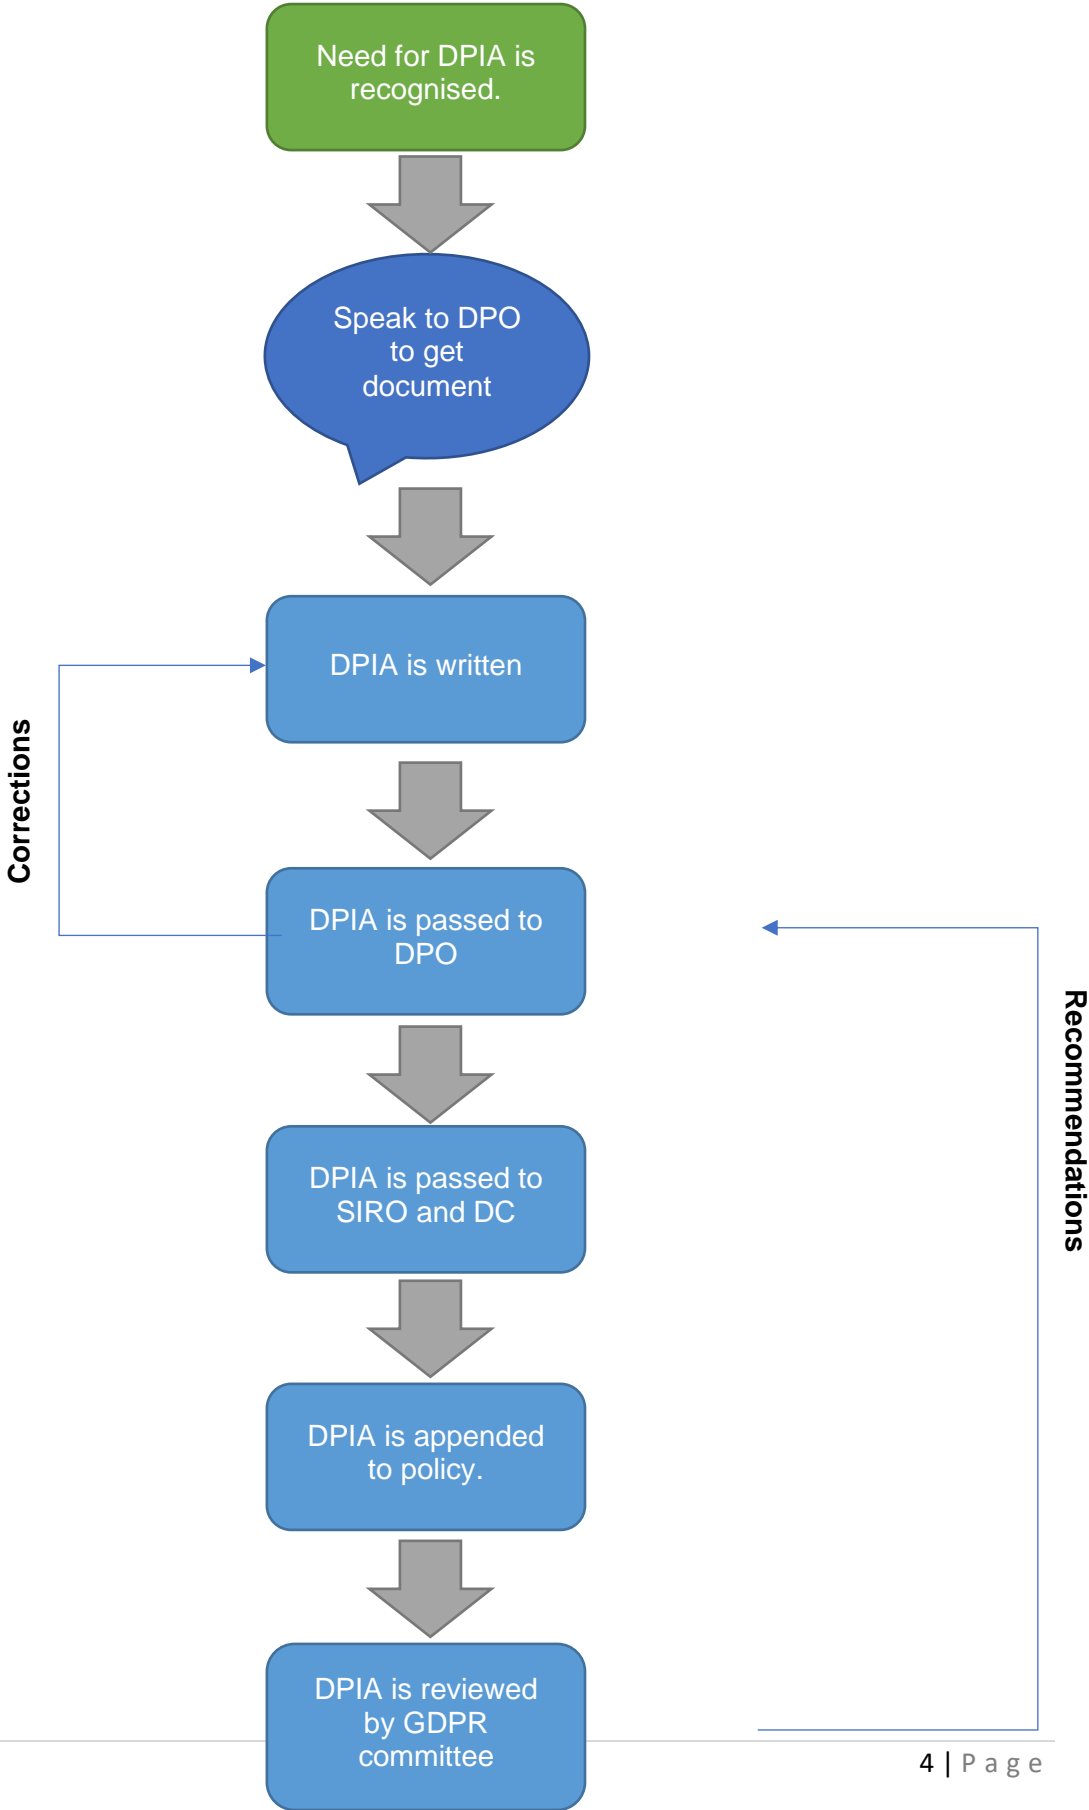 Need for DPIA is
recognised.
Speak to DPO
to get
document
DPIA is written
Corrections
DPIA is passed to
DPO
Recommendations
DPIA is passed to
SIRO and DC
DPIA is appended
to policy.
DPIA is reviewed
by GDPR
committee
4 | Page